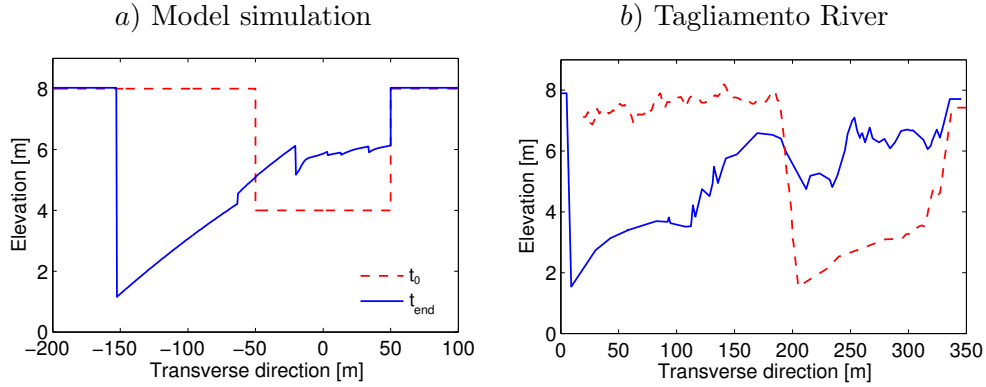 a) Model simulation
b) Tagliamento River
8
6
4
2
0
Elevation [m]
−200 −150 −100 −50 0 50 100
Transverse direction [m]
t0
tend
8
6
4
2
0
Elevation [m]
0 50 100 150 200 250 300 350
Transverse direction [m]